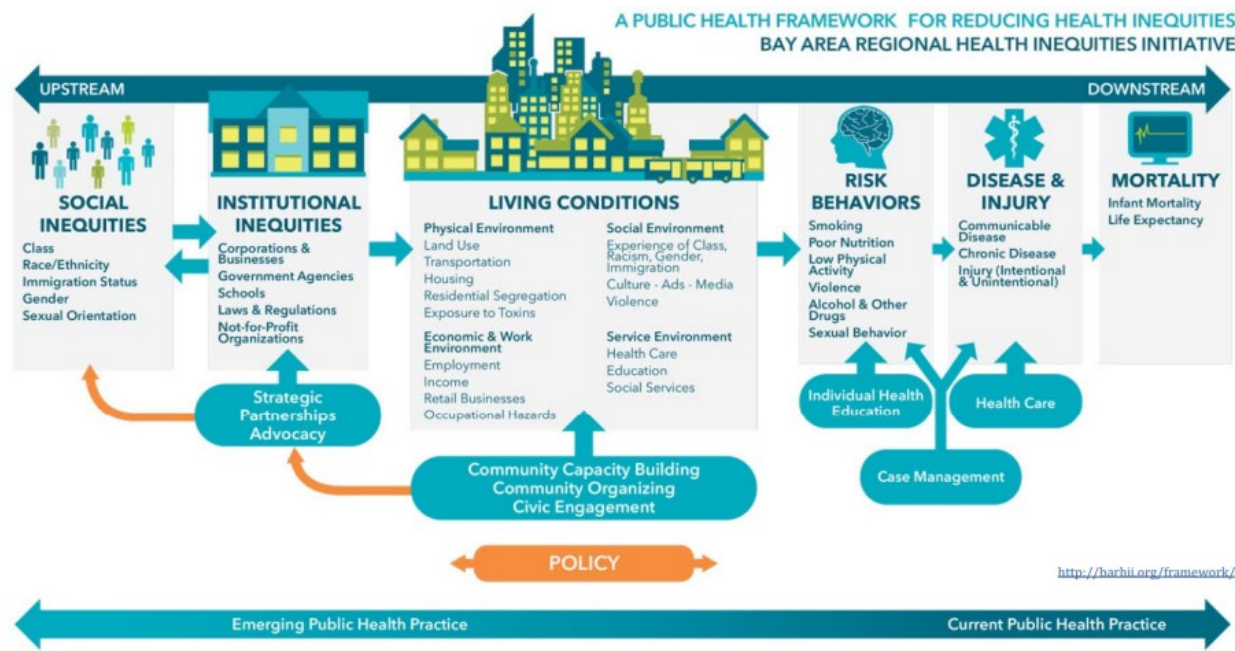 A PUBLIC HEALTH FRAMEWORK FOR REDUCING HEALTH INEQUITIES
BAY AREA REGIONAL HEALTH INEQUITIES INITIATIVE
UPSTREAM
DOWNSTREAM
SOCIAL
INEQUITIES
Class
Race/Ethnicity
Immigration Status
Gender
Sexual Orientation
INSTITUTIONAL
INEQUITIES
Corporations &
Businesses
Government Agencies
Schools
Laws & Regulations
Not-for-Profit
Organizations
LIVING CONDITIONS
Physical Environment
Land Use
Transportation
Housing
Residential Segregation
Exposure to Toxins
Economic & Work
Environment
Employment
Income
Retail Businesses
Occupational Hazards
Social Environment
Experience of Class,
Racism, Gender,
Immigration
Culture - Ads - Media
Violence
Service Environment
Health Care
Education
Social Services
RISK
BEHAVIORS
Smoking
Poor Nutrition
Low Physical
Activity
Violence
Alcohol & Other
Drugs
Sexual Behavior
DISEASE &
INJURY
Communicable
Disease
Chronic Disease
Injury (Intentional
& Unintentional)
MORTALITY
Infant Mortality
Life Expectancy
Strategic
Partnerships
Advocacy
Community Capacity Building
Community Organizing
Civic Engagement
Individual Health
Education
Health Care
Case Management
POLICY
http://barhii.org/framework/
Emerging Public Health Practice
Current Public Health Practice